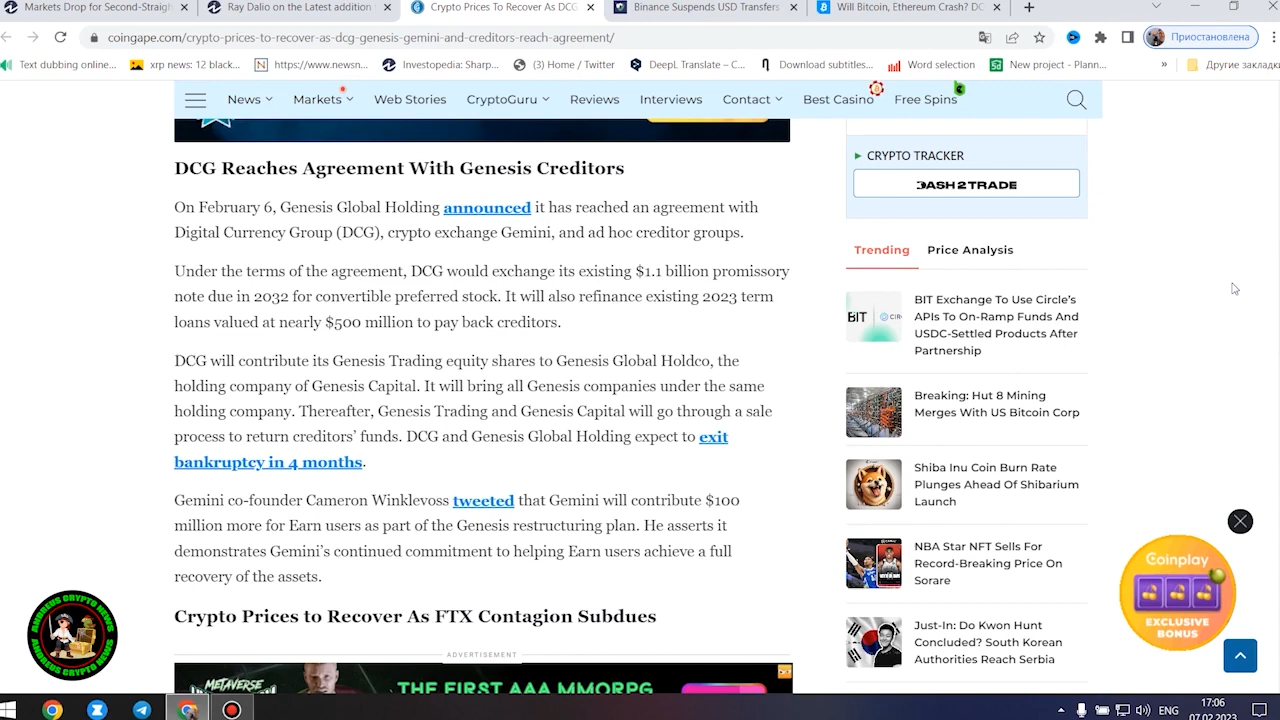 Markets Drop for Second-Straigh
Ray Dalio on the Latest addition
Crypto Prices To Recover As DCG,
Binance Suspends USD Transfers
Will Bitcoin, Ethereum Crash? DC
coingape.com/crypto-prices-to-recover-as-dcg-genesis-gemini-and-creditors-reach-agreement/
Приостановлена
Text dubbing online...
xrp news: 12 black...
https://www.newsn...
Investopedia: Sharp...
(3) Home / Twitter
DeepL Translate – C...
Download subtitles...
Word selection
New project - Plann...
»
Другие закладки
News
Markets
Web Stories
CryptoGuru
Reviews
Interviews
Contact
Best Casino
Free Spins
DCG Reaches Agreement With Genesis Creditors
On February 6, Genesis Global Holding announced it has reached an agreement with
Digital Currency Group (DCG), crypto exchange Gemini, and ad hoc creditor groups.
Under the terms of the agreement, DCG would exchange its existing $1.1 billion promissory
note due in 2032 for convertible preferred stock. It will also refinance existing 2023 term
loans valued at nearly $500 million to pay back creditors.
DCG will contribute its Genesis Trading equity shares to Genesis Global Holdco, the
holding company of Genesis Capital. It will bring all Genesis companies under the same
holding company. Thereafter, Genesis Trading and Genesis Capital will go through a sale
process to return creditors' funds. DCG and Genesis Global Holding expect to exit
bankruptcy in 4 months.
Gemini co-founder Cameron Winklevoss tweeted that Gemini will contribute $100
million more for Earn users as part of the Genesis restructuring plan. He asserts it
demonstrates Gemini's continued commitment to helping Earn users achieve a full
recovery of the assets.
Crypto Prices to Recover As FTX Contagion Subdues
ADVERTISEMENT
METAVERSE
THE FIRST AAA MMORPG
CRYPTO TRACKER
DASH 2 TRADE
Trending
Price Analysis
BIT Exchange To Use Circle's
APIs To On-Ramp Funds And
USDC-Settled Products After
Partnership
Breaking: Hut 8 Mining
Merges With US Bitcoin Corp
Shiba Inu Coin Burn Rate
Plunges Ahead Of Shibarium
Launch
NBA Star NFT Sells For
Record-Breaking Price On
Sorare
Just-In: Do Kwon Hunt
Concluded? South Korean
Authorities Reach Serbia
BIT
CIR
Coinplay
EXCLUSIVE
BONUS
ANDREUS CRYPTO NEWS
ANDREUS CRYPTO NEWS
ENG
17:06
07.02.2023